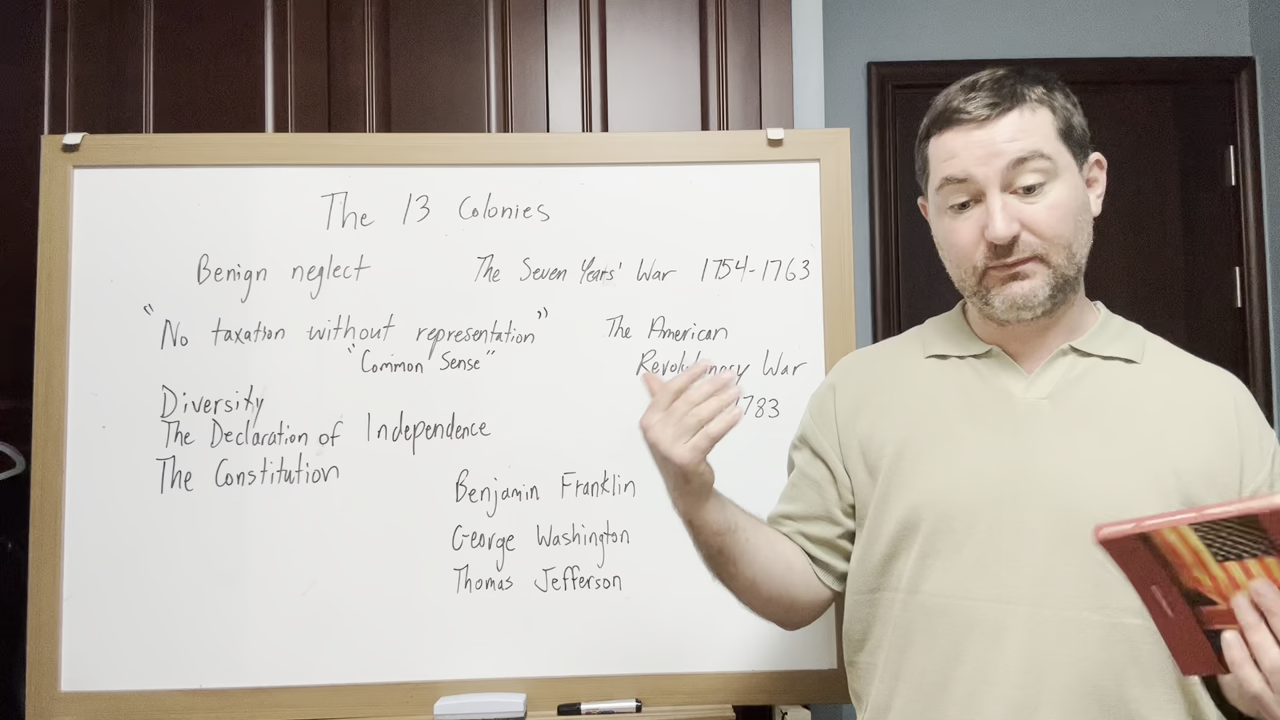 The 13 Colonies
Benign neglect
The Seven Years' War 1754-1763
"No taxation without representation"
"Common Sense"
The American
War
1783
Diversity
The Declaration of Independence
The Constitution
Benjamin Franklin
George Washington
Thomas Jefferson